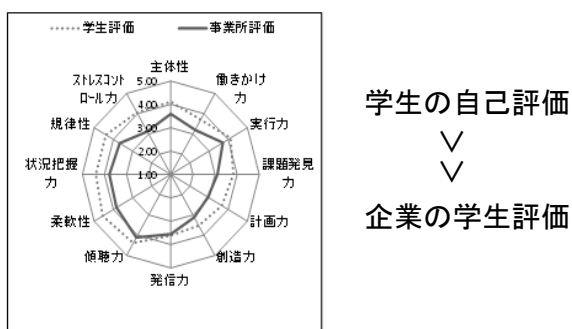 学生評価 事業所評価
主体性
働きかけ
力
実行力
課題発見
力
計画力
創造力
発信力
傾聴力
柔軟性
状況把握
力
規律性
ストレスコント
ロール力
5.00
4.00
3.00
2.00
1.00
学生の自己評価
∨
∨
企業の学生評価